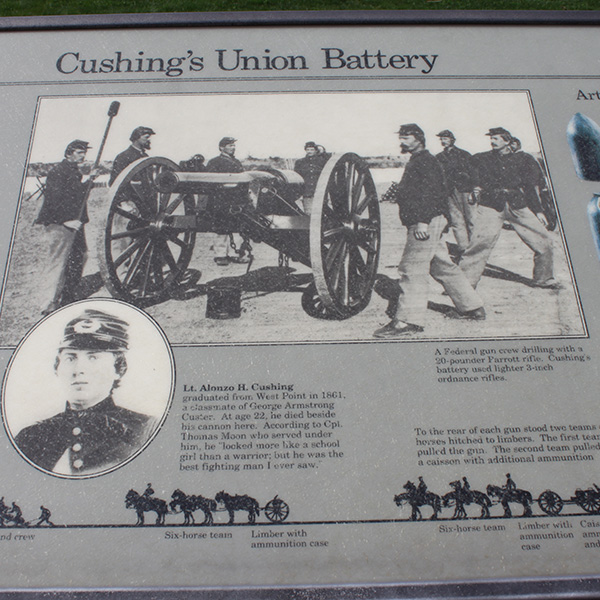 Cushing's Union Battery
Art
A Federal gun crew drilling with a
20-pounder Parrott rifle. Cushing's
battery used lighter 3-inch
ordnance rifles.
Lt. Alonzo H. Cushing
graduated from West Point in 1861,
a classmate of George Armstrong
Custer. At age 22, he died beside
his cannon here. According to Cpl.
Thomas Moon who served under
him, he "looked more like a school
girl than a warrior; but he was the
best fighting man I ever saw."
To the rear of each gun stood two teams o
horses hitched to limbers. The first team
pulled the gun. The second team pulled
a caisson with additional ammunition
nd crew
Six-horse team
Limber with
ammunition case
Six-horse team
Limber with
ammunition
case
Cais
amm
and